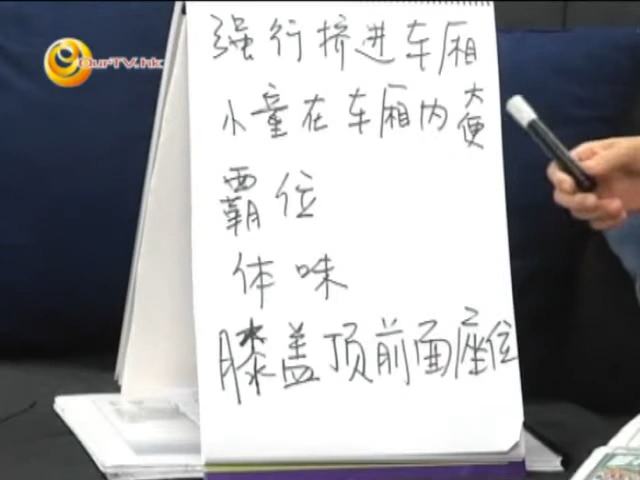 OurTV.hk
强行挤进车厢
小童在车厢内大便
霸位
体味
膝盖顶前面座位